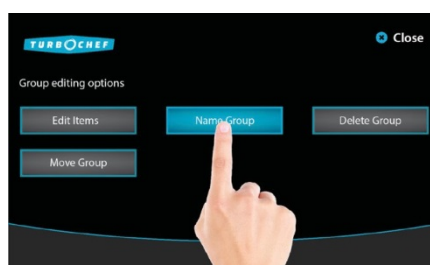 TURBOCHEF
Close
Group editing options
Edit Items
Name Group
Delete Group
Move Group